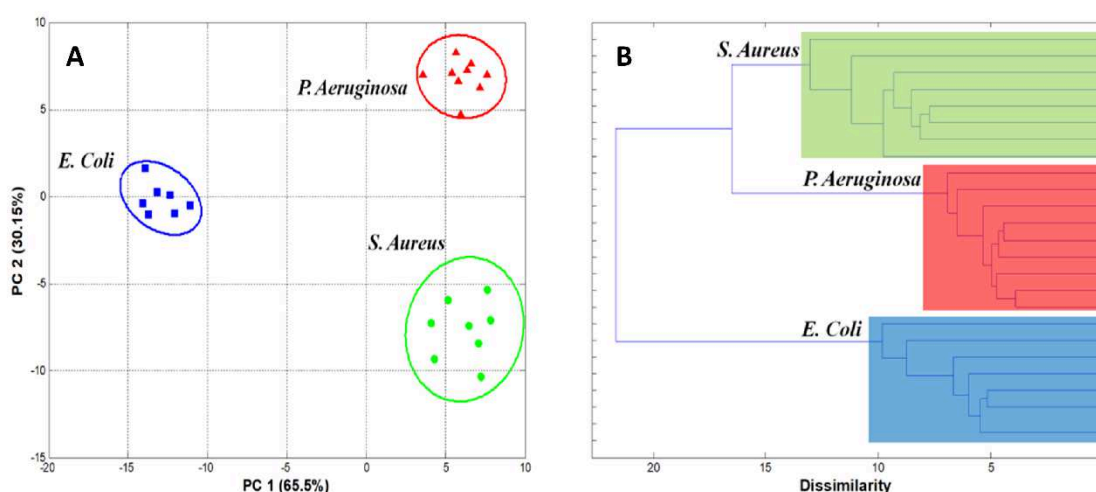 A
P. Aeruginosa
E. Coli
S. Aureus
10
5
0
-5
-10
-15
PC 2 (30.15%)
-20 -15 -10 -5 0 5 10
PC 1 (65.5%)
B
S. Aureus
P. Aeruginosa
E. Coli
20 15 10 5
Dissimilarity